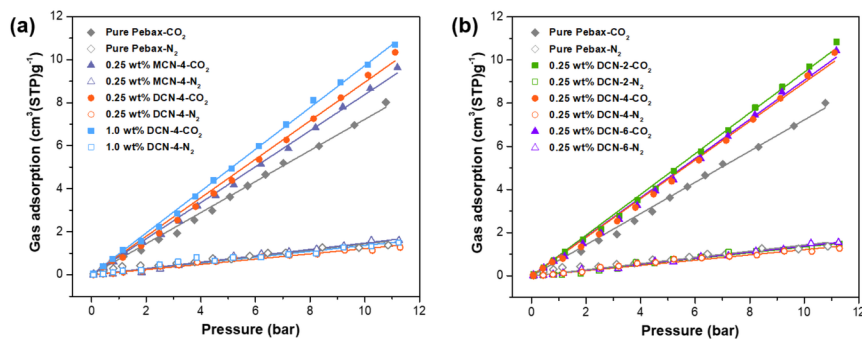 (a)
Gas adsorption (cm³(STP)g⁻¹)
12
10
8
6
4
2
0
Pure Pebax-CO₂
Pure Pebax-N₂
0.25 wt% MCN-4-CO₂
0.25 wt% MCN-4-N₂
0.25 wt% DCN-4-CO₂
0.25 wt% DCN-4-N₂
1.0 wt% DCN-4-CO₂
1.0 wt% DCN-4-N₂
0 2 4 6 8 10 12
Pressure (bar)
(b)
Gas adsorption (cm³(STP)g⁻¹)
12
10
8
6
4
2
0
Pure Pebax-CO₂
Pure Pebax-N₂
0.25 wt% DCN-2-CO₂
0.25 wt% DCN-2-N₂
0.25 wt% DCN-4-CO₂
0.25 wt% DCN-4-N₂
0.25 wt% DCN-6-CO₂
0.25 wt% DCN-6-N₂
0 2 4 6 8 10 12
Pressure (bar)